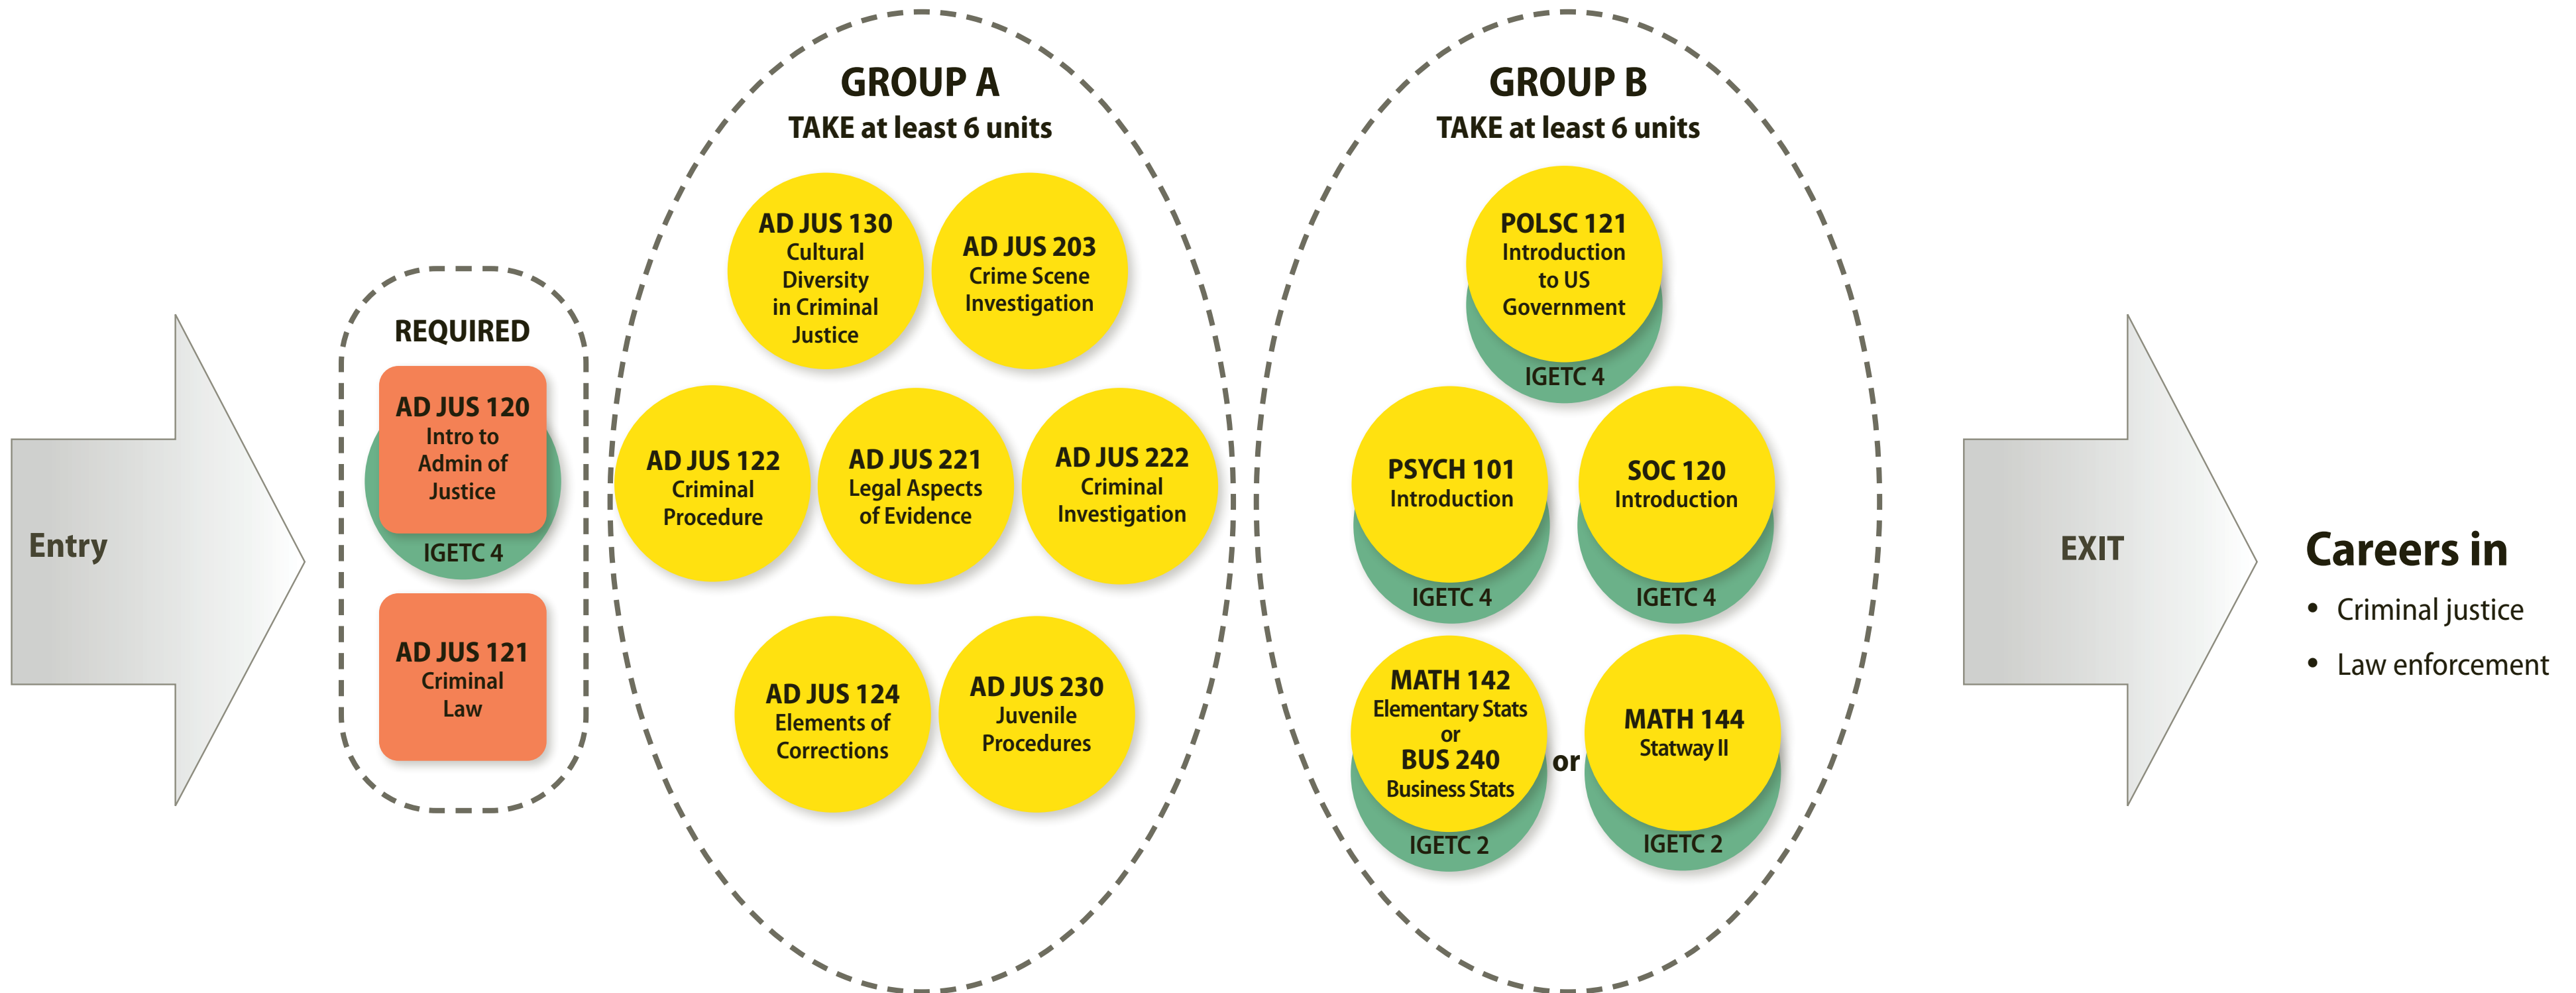 Entry
REQUIRED
AD JUS 120
Intro to
Admin of
Justice
IGETC 4
AD JUS 121
Criminal
Law
GROUP A
TAKE at least 6 units
AD JUS 130
Cultural
Diversity
in Criminal
Justice
AD JUS 203
Crime Scene
Investigation
AD JUS 122
Criminal
Procedure
AD JUS 221
Legal Aspects
of Evidence
AD JUS 222
Criminal
Investigation
AD JUS 124
Elements of
Corrections
AD JUS 230
Juvenile
Procedures
GROUP B
TAKE at least 6 units
POLSC 121
Introduction
to US
Government
IGETC 4
PSYCH 101
Introduction
IGETC 4
SOC 120
Introduction
IGETC 4
MATH 142
Elementary Stats
or
BUS 240
Business Stats
IGETC 2
or
MATH 144
Statway II
IGETC 2
EXIT
Careers in
• Criminal justice
• Law enforcement